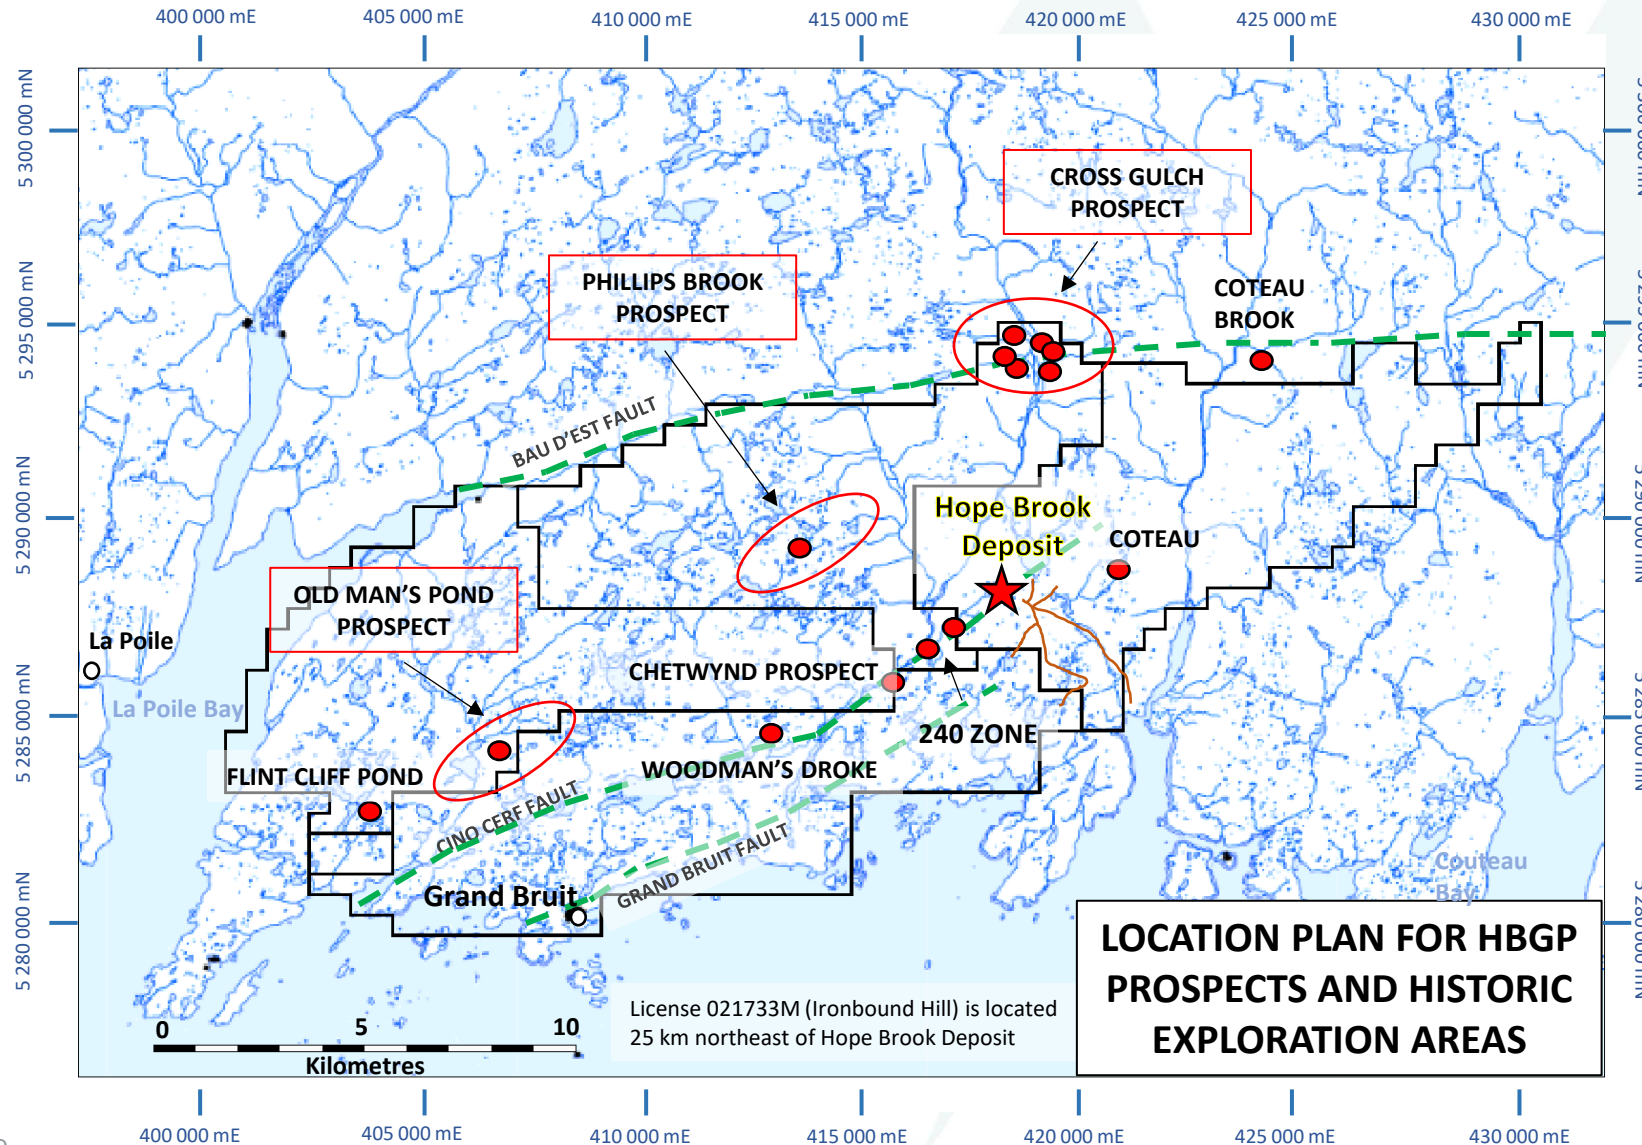 400 000 mE
405 000 mE
410 000 mE
415 000 mE
420 000 mE
425 000 mE
430 000 mE
5 300 000 mN
5 295 000 mN
5 290 000 mN
5 285 000 mN
5 280 000 mN
CROSS GULCH
PROSPECT
PHILLIPS BROOK
PROSPECT
COTEAU
BROOK
BAU D'EST FAULT
Hope Brook
Deposit
COTEAU
OLD MAN'S POND
PROSPECT
La Poile
CHETWYND PROSPECT
La Poile Bay
240 ZONE
FLINT CLIFF POND
WOODMAN'S DROKE
CINO CERF FAULT
GRAND BRUIT FAULT
Couteau
Bay
Grand Bruit
LOCATION PLAN FOR HBGP
PROSPECTS AND HISTORIC
EXPLORATION AREAS
License 021733M (Ironbound Hill) is located
25 km northeast of Hope Brook Deposit
0 5 10
Kilometres
400 000 mE
405 000 mE
410 000 mE
415 000 mE
420 000 mE
425 000 mE
430 000 mE